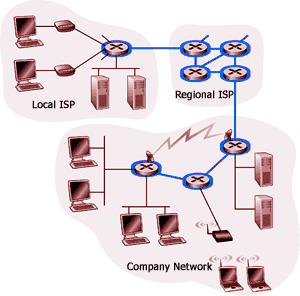 Local ISP
Regional ISP
Company Network